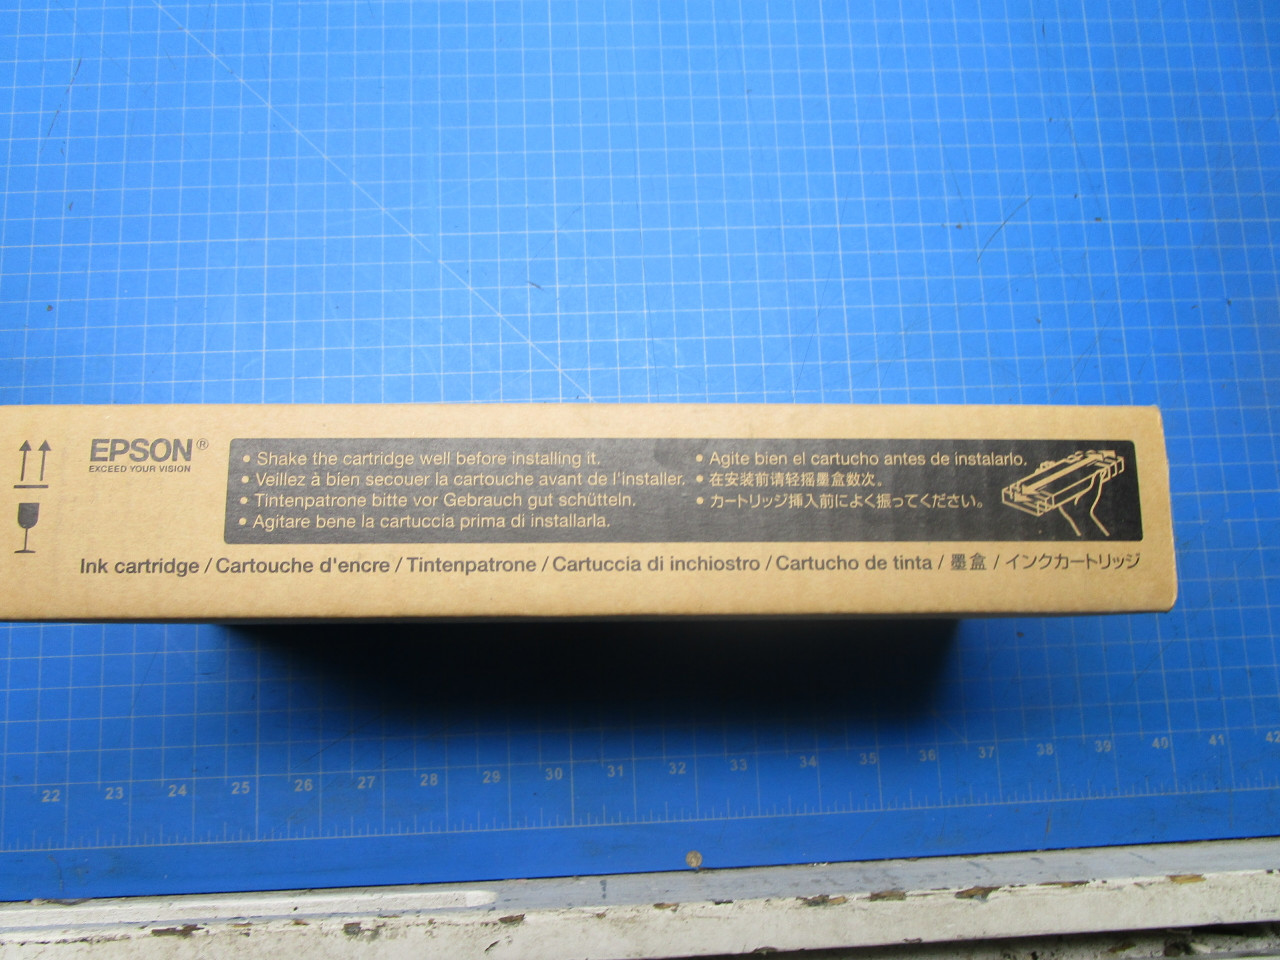 EPSON®
EXCEED YOUR VISION
• Shake the cartridge well before installing it.
• Veillez à bien secouer la cartouche avant de l'installer.
• Tintenpatrone bitte vor Gebrauch gut schütteln.
• Agitare bene la cartuccia prima di installarla.
• Agite bien el cartucho antes de instalarlo.
• 在安装前请轻摇墨盒数次。
• カートリッジ挿入前によく振ってください。
Ink cartridge / Cartouche d'encre / Tintenpatrone / Cartuccia di inchiostro / Cartucho de tinta / 墨盒 / インクカートリッジ
22 23 24 25 26 27 28 29 30 31 32 33 34 35 36 37 38 39 40 41 42